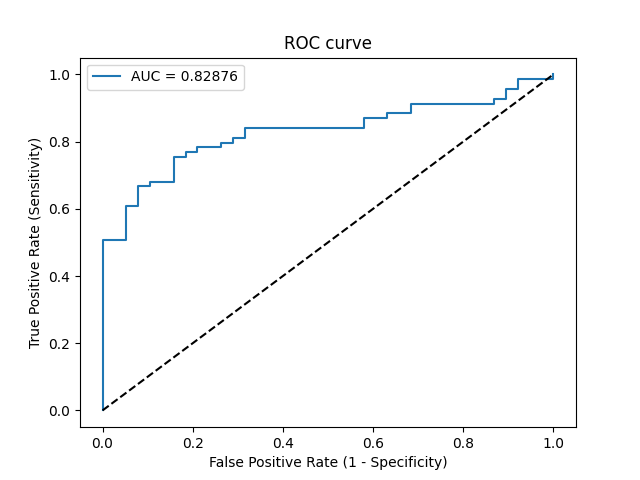 ROC curve
AUC = 0.82876
True Positive Rate (Sensitivity)
1.0
0.8
0.6
0.4
0.2
0.0
0.0 0.2 0.4 0.6 0.8 1.0
False Positive Rate (1 - Specificity)